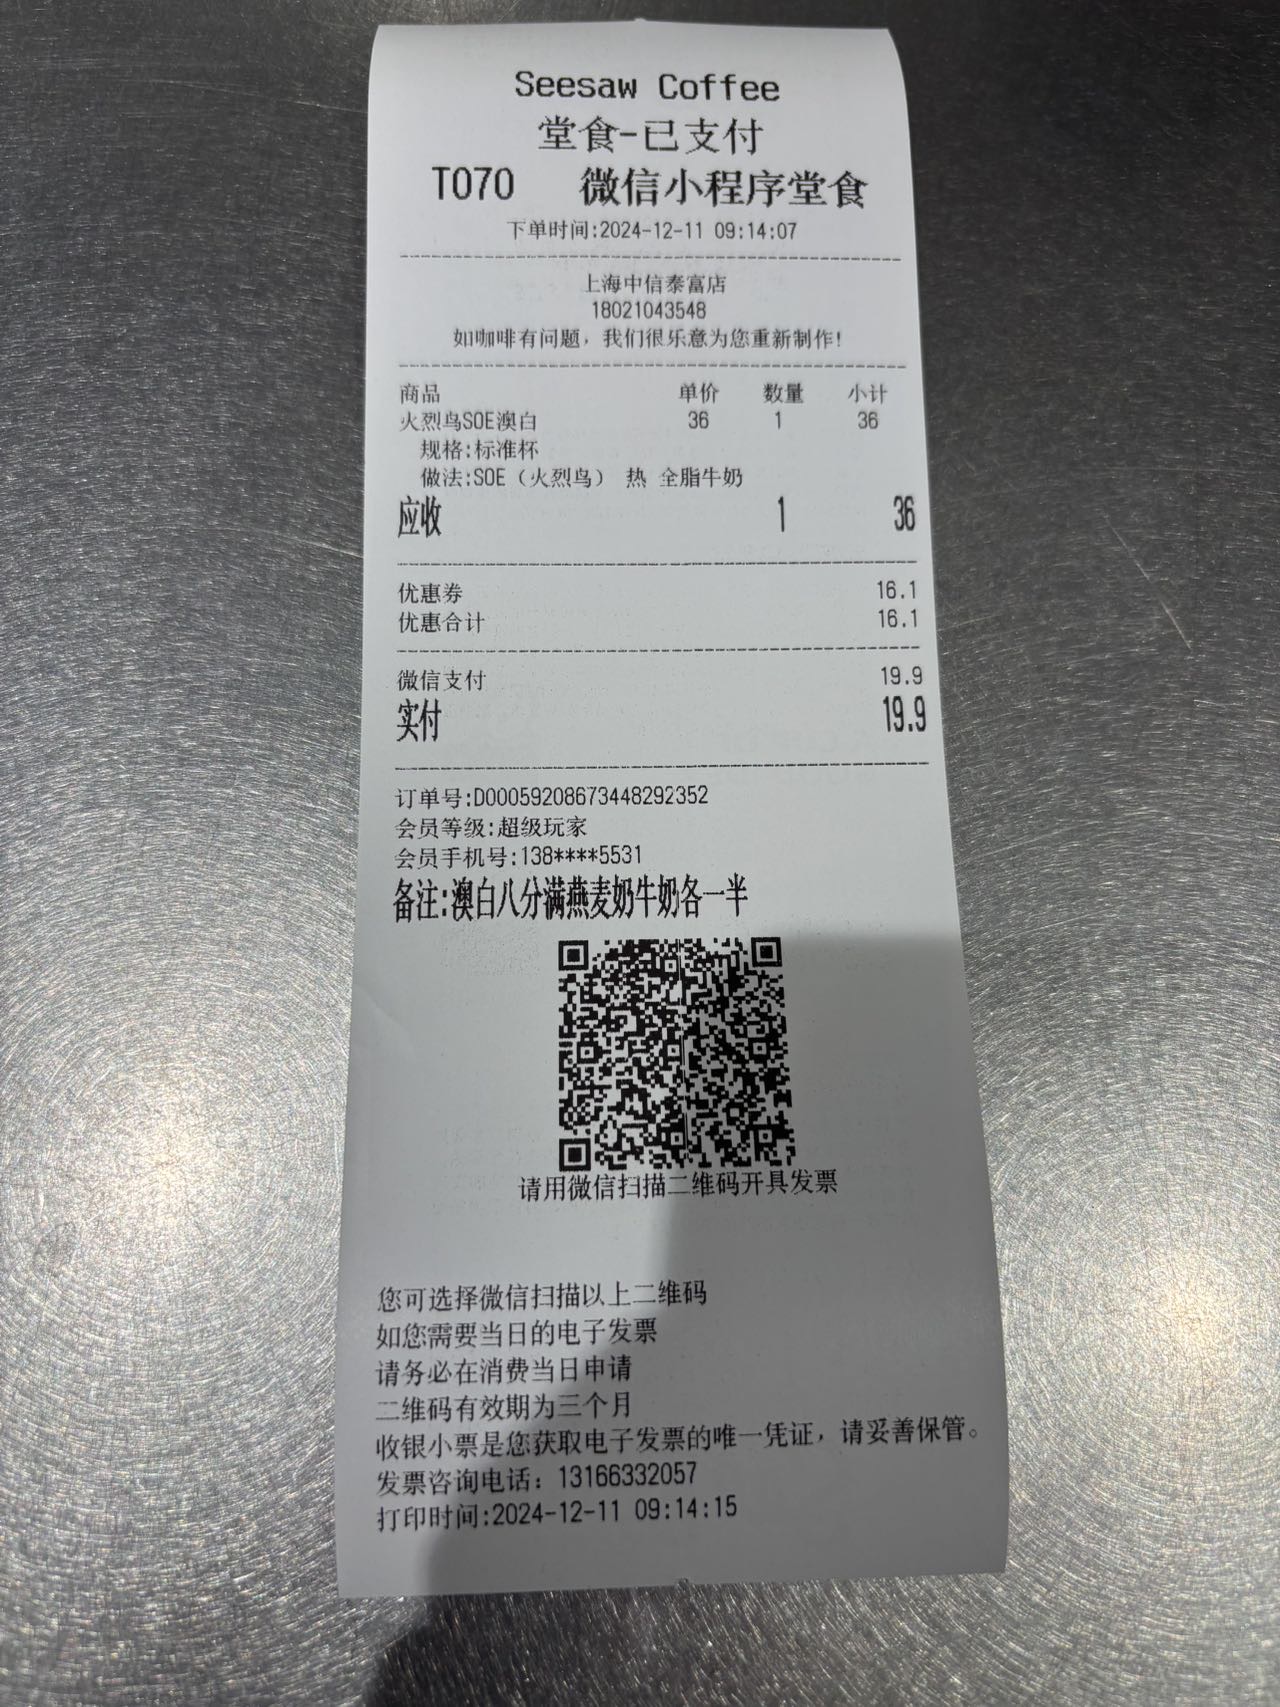 Seesaw Coffee
堂食-已支付
T070 微信小程序堂食
下单时间:2024-12-11 09:14:07
上海中信泰富店
18021043548
如咖啡有问题，我们很乐意为您重新制作!
商品 单价 数量 小计
火烈鸟SOE澳白 36 1 36
规格:标准杯
做法:SOE（火烈鸟） 热 全脂牛奶
应收 1 36
优惠券 16.1
优惠合计 16.1
微信支付 19.9
实付 19.9
订单号:D00059208673448292352
会员等级:超级玩家
会员手机号:138****5531
备注:澳白八分满燕麦奶牛奶各一半
请用微信扫描二维码开具发票
您可选择微信扫描以上二维码
如您需要当日的电子发票
请务必在消费当日申请
二维码有效期为三个月
收银小票是您获取电子发票的唯一凭证，请妥善保管。
发票咨询电话：13166332057
打印时间:2024-12-11 09:14:15